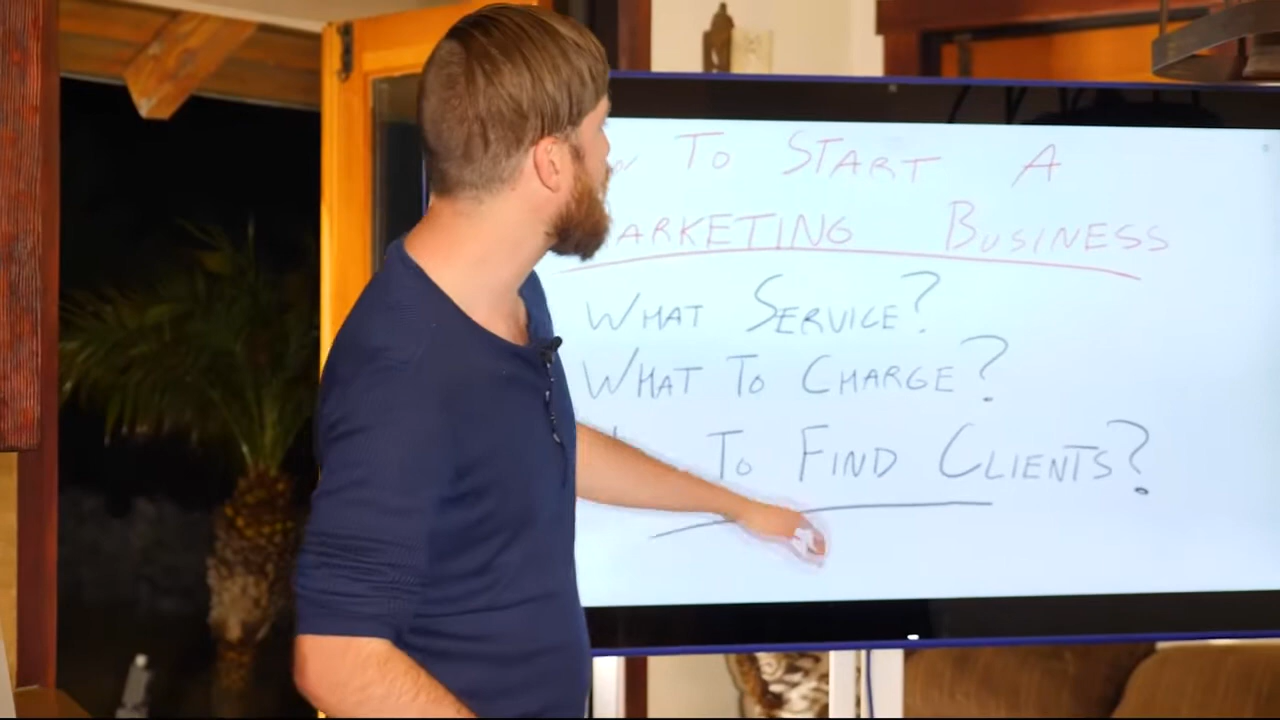 To START A
ARKETING BUSINESS
WHAT SERVICE?
WHAT To CHARGE?
To FIND CLIENTS?